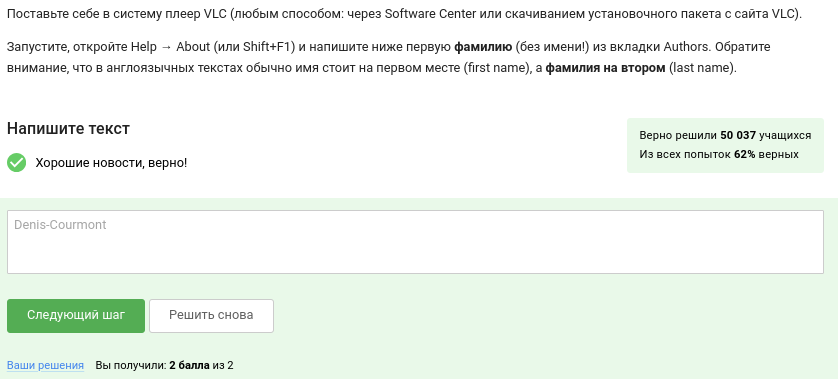 Поставьте себе в систему плеер VLC (любым способом: через Software Center или скачиванием установочного пакета с сайта VLC).
Запустите, откройте Help → About (или Shift+F1) и напишите ниже первую фамилию (без имени!) из вкладки Authors. Обратите
внимание, что в англоязычных текстах обычно имя стоит на первом месте (first name), а фамилия на втором (last name).
Напишите текст
Верно решили 50 037 учащихся
Из всех попыток 62% верных
Хорошие новости, верно!
Denis-Courmont
Следующий шаг
Решить снова
Ваши решения Вы получили: 2 балла из 2